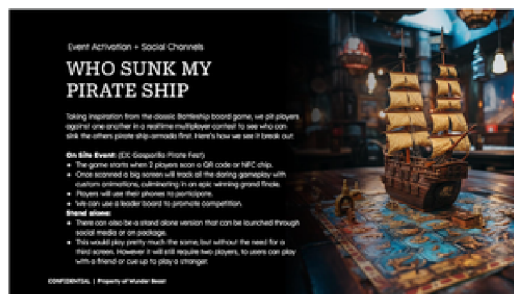 Event Activation + Social Channels
WHO SUNK MY
PIRATE SHIP
Taking inspiration from the classic Battleship board game, we pit players
against one another in a realtime multiplayer contest to see who can
sink the others pirate ship armada first. Here's how we see it break out:
On Site Event: (EX: Gasparilla Pirate Fest)
• The game starts when 2 players scan a QR code or NFC chip.
• Once scanned a big screen will track all the daring gameplay with
custom animations, culminating in an epic winning grand finale.
• Players will use their phones to participate.
• We can use a leader board to promote competition.
Stand alone:
• There can also be a stand alone version that can be launched through
social media or on package.
• This would play pretty much the same, but without the need for a
third screen. However it will still require two players, to users can play
with a friend or cue up to play a stranger.
CONFIDENTIAL | Property of Wunder Beast